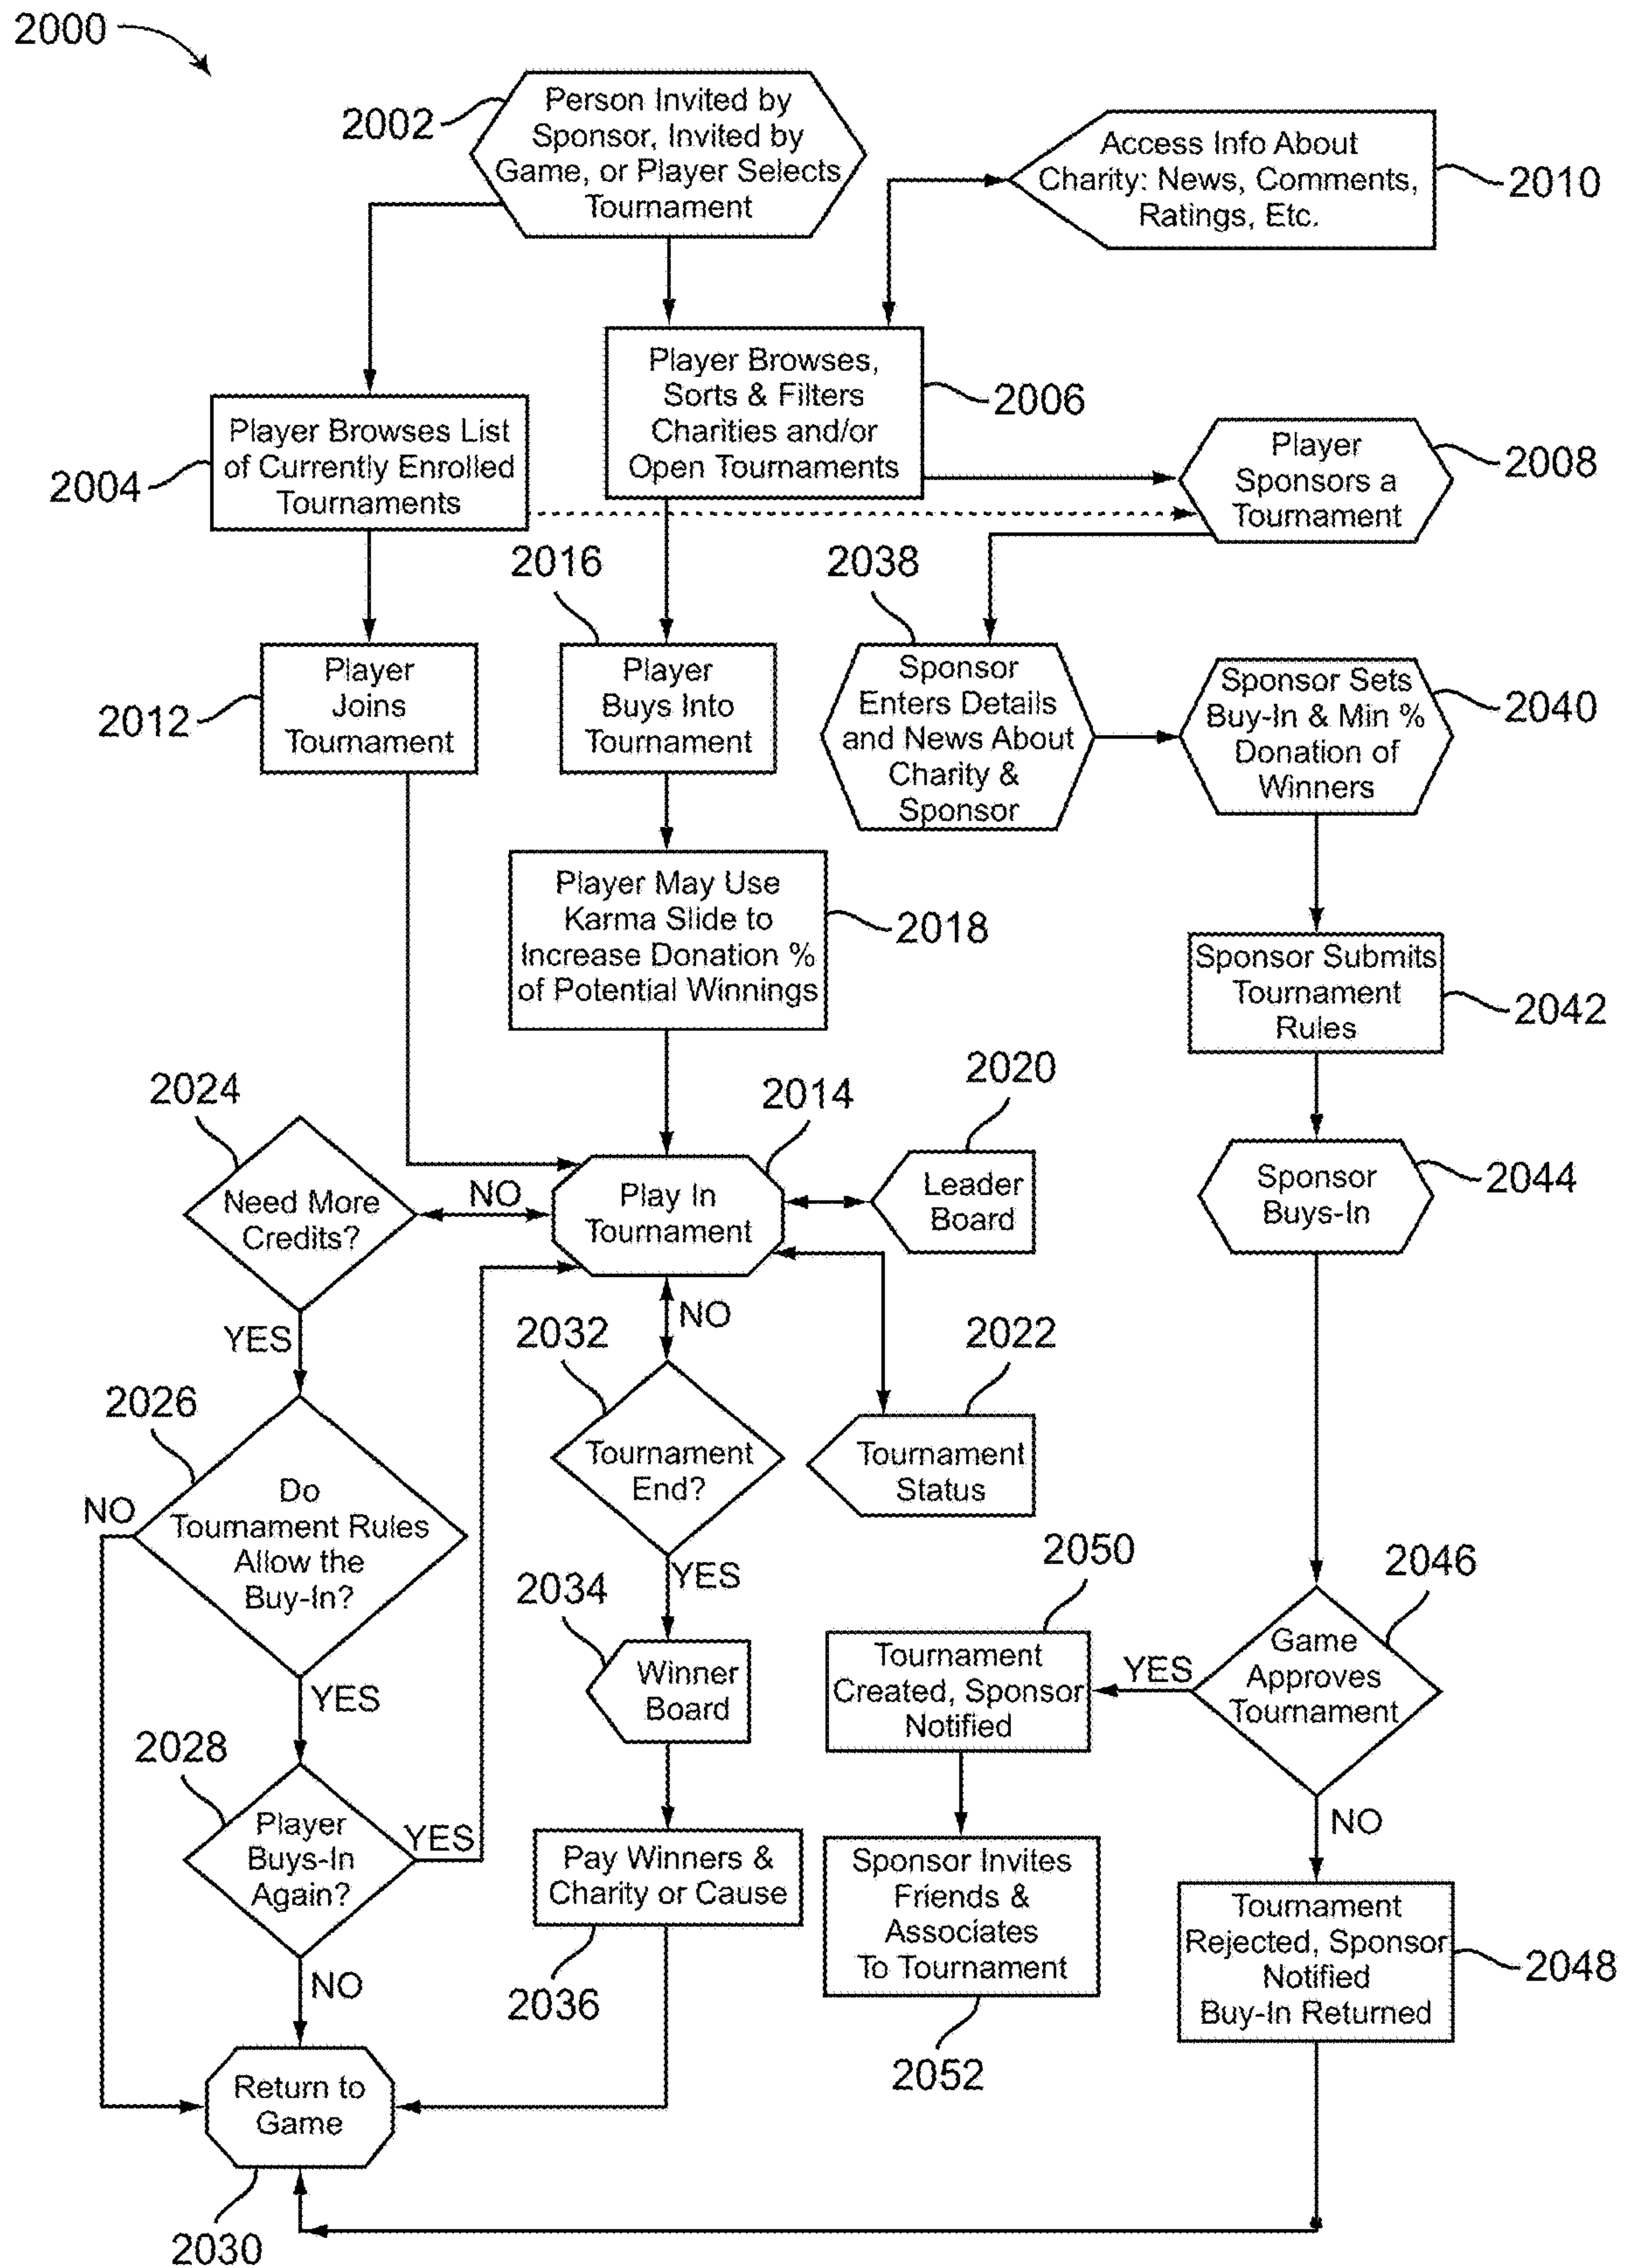 2000
2002
Person Invited by
Sponsor, Invited by
Game, or Player Selects
Tournament
Access Info About
Charity: News, Comments,
Ratings, Etc.
2010
Player Browses,
Sorts & Filters
Charities and/or
Open Tournaments
2006
2004
Player Browses List
of Currently Enrolled
Tournaments
Player
Sponsors a
Tournament
2008
2016
2038
2012
Player
Joins
Tournament
Player
Buys Into
Tournament
Sponsor
Enters Details
and News About
Charity &
Sponsor
Sponsor Sets
Buy-In & Min %
Donation of
Winners
2040
Player May Use
Karma Slide to
Increase Donation %
of Potential Winnings
2018
Sponsor Submits
Tournament
Rules
2042
2024
2014
2020
Need More
Credits?
NO
Play In
Tournament
Leader
Board
Sponsor
Buys-In
2044
YES
NO
2032
2022
2026
Tournament
End?
Tournament
Status
NO
Do
Tournament Rules
Allow the
Buy-In?
YES
2050
2046
2034
Winner
Board
Tournament
Created, Sponsor
Notified
YES
Game
Approves
Tournament
YES
2028
NO
Player
Buys-In
Again?
YES
Pay Winners &
Charity or Cause
Sponsor Invites
Friends &
Associates
To Tournament
Tournament
Rejected, Sponsor
Notified
Buy-In Returned
2048
NO
2036
2052
Return to
Game
2030